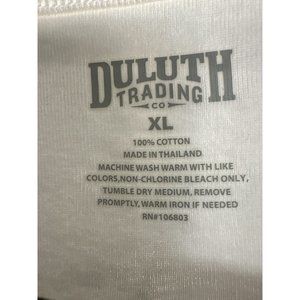 DULUTH
TRADING
CO
XL
100% COTTON
MADE IN THAILAND
MACHINE WASH WARM WITH LIKE
COLORS,NON-CHLORINE BLEACH ONLY,
TUMBLE DRY MEDIUM, REMOVE
PROMPTLY, WARM IRON IF NEEDED
RN#106803